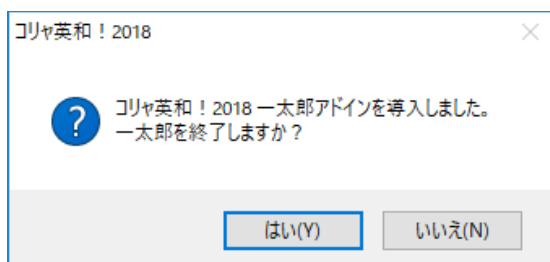 コリャ英和！2018
コリャ英和！2018 一太郎アドインを導入しました。
一太郎を終了しますか？
はい(Y)
いいえ(N)